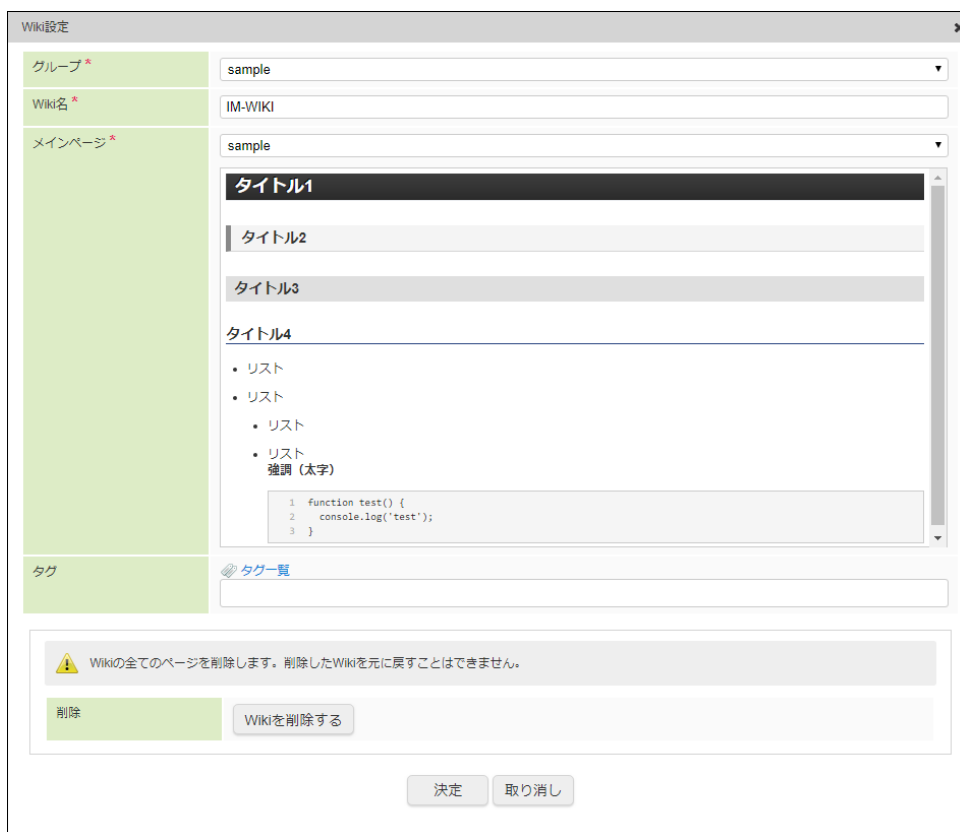 Wiki設定
グループ *
sample
Wiki名 *
IM-WIKI
メインページ *
sample
タイトル1
タイトル2
タイトル3
タイトル4
リスト
リスト
リスト
リスト
強調（太字）
1 function test() {
2 console.log('test');
3 }
タグ
タグ一覧
Wikiの全てのページを削除します。削除したWikiを元に戻すことはできません。
削除
Wikiを削除する
決定 取り消し